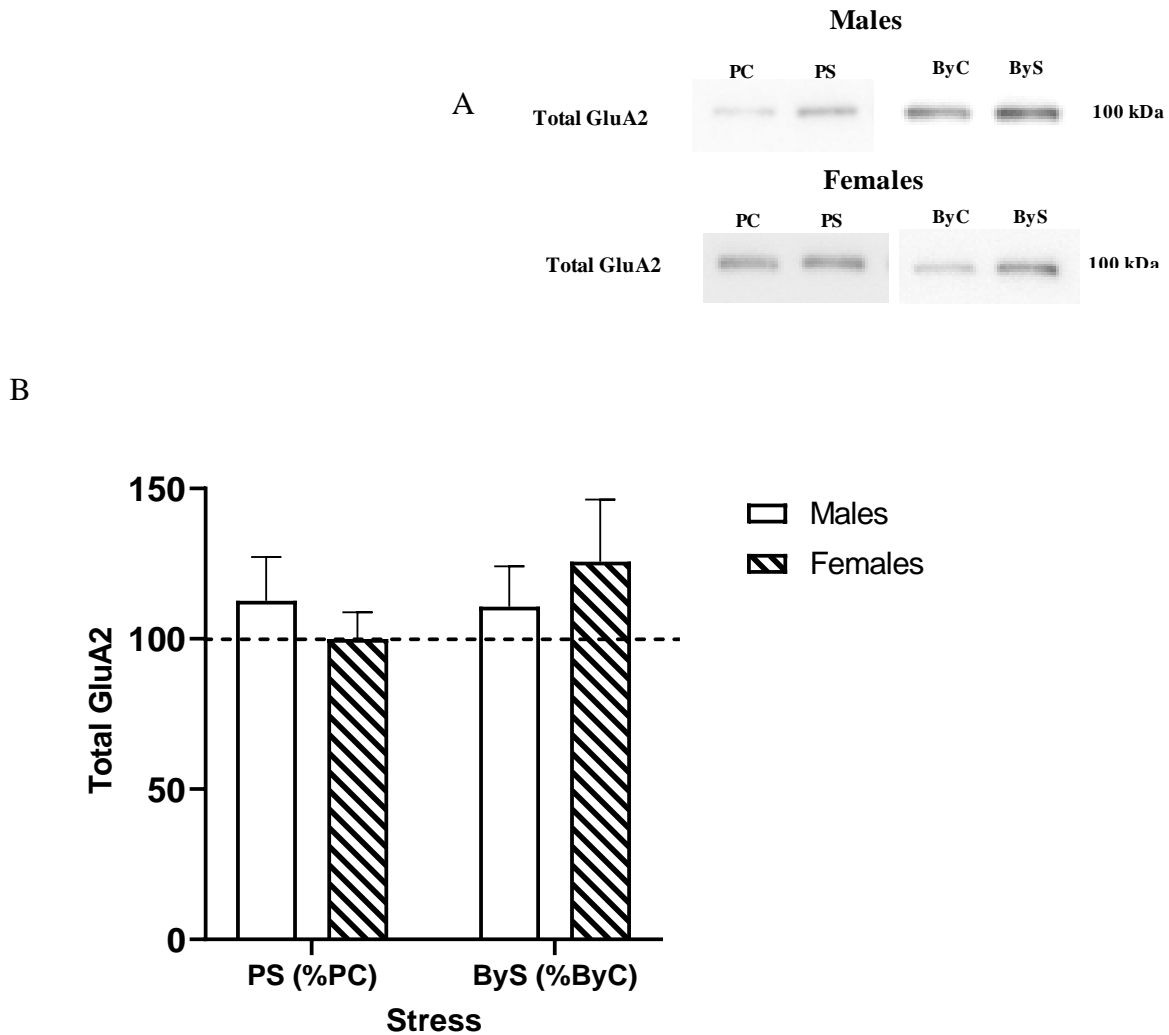 Males
PC PS ByC ByS
A
Total GluA2
100 kDa
Females
PC PS ByC ByS
Total GluA2
100 kDa
B
150
100
50
0
Total GluA2
Males
Females
PS (%PC)
ByS (%ByC)
Stress